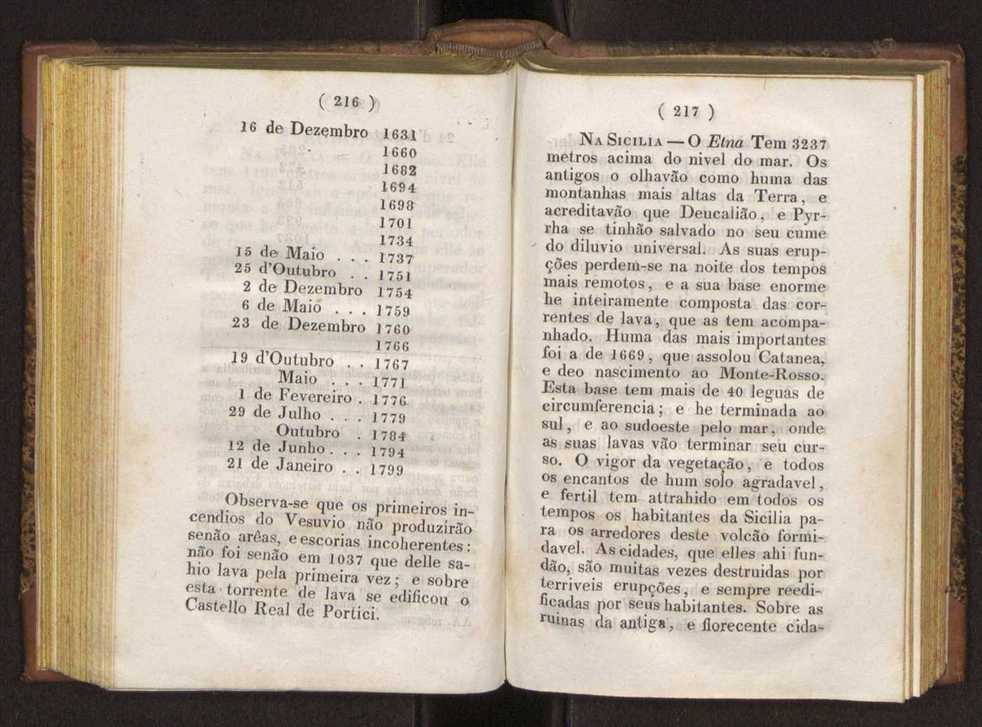 ( 216 )
16 de Dezembro 1631
1660
1682
1694
1698
1701
1734
15 de Maio . . . 1737
25 d'Outubro . . 1751
2 de Dezembro 1754
6 de Maio . . . 1759
23 de Dezembro 1760
1766
19 d'Outubro . . 1767
Maio . . . 1771
1 de Fevereiro . 1776
29 de Julho . . . 1779
Outubro . 1784
12 de Junho . . . 1794
21 de Janeiro . . 1799
Observa-se que os primeiros in-
cendios do Vesuvio não produzírão
senão arêas, e escorias incoherentes :
não foi senão em 1037 que delle sa-
hio lava pela primeira vez ; e sobre
esta torrente de lava se edificou o
Castello Real de Portici.
( 217 )
NA SICILIA — O Etna Tem 3237
metros acima do nivel do mar. Os
antigos o olhavão como huma das
montanhas mais altas da Terra, e
acreditavão que Deucalião, e Pyr-
rha se tinhão salvado no seu cume
do diluvio universal. As suas erup-
ções perdem-se na noite dos tempos
mais remotos, e a sua base enorme
he inteiramente composta das cor-
rentes de lava, que as tem acompa-
nhado. Huma das mais importantes
foi a de 1669, que assolou Catanea,
e deo nascimento ao Monte-Rosso.
Esta base tem mais de 40 leguas de
circumferencia ; e he terminada ao
sul, e ao sudoeste pelo mar, onde
as suas lavas vão terminar seu cur-
so. O vigor da vegetação, e todos
os encantos de hum solo agradavel,
e fertil tem attrahido em todos os
tempos os habitantes da Sicilia pa-
ra os arredores deste volcão formi-
davel. As cidades, que elles ahi fun-
dão, são muitas vezes destruidas por
terriveis erupções, e sempre reedi-
ficadas por seus habitantes. Sobre as
ruinas da antiga, e florecente cida-